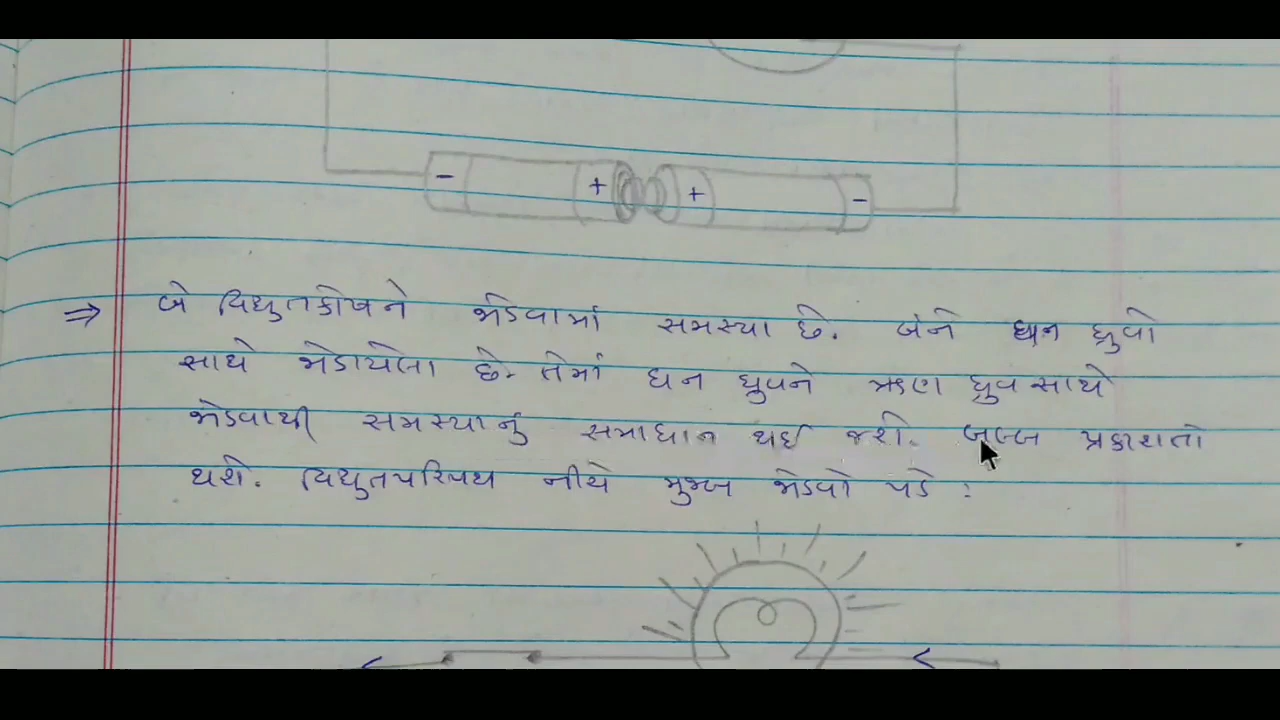 - + + -
⇒ બે વિદ્યુતકોષને જોડવામાં સમસ્યા છે. બંને ધન ધ્રુવો
સાથે જોડાયેલા છે. તેમાં ધન ધ્રુવને ઋણ ધ્રુવ સાથે
જોડવાથી સમસ્યાનું સમાધાન થઈ જશે. બલ્બ પ્રકાશતો
થશે. વિદ્યુતપરિપથ નીચે મુજબ જોડવો પડે :